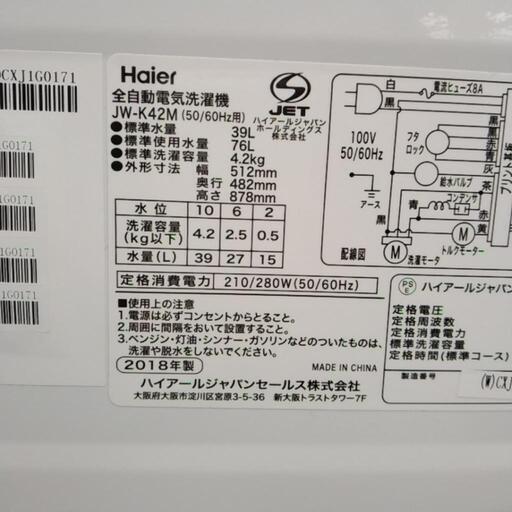 CXJ1G0171
1G0171
1G0171
1G0171
1G0171
1G0171
Haier
全自動電気洗濯機
JW-K42M (50/60Hz用)
JET
ハイアールジャパン
ホールディングス
株式会社
●標準水量 39L
●標準使用水量 76L
●標準洗濯容量 4.2kg
●外形寸法 幅 512mm
奥行 482mm
高さ 878mm
水位 10 6 2
洗濯容量(kg以下) 4.2 2.5 0.5
水量(L) 39 27 15
定格消費電力 210/280W(50/60Hz)
■使用上の注意
1.電源は必ずコンセントからとること。
2.周囲に間隔をおいて設置すること。
3.ベンジン・灯油・シンナー・ガソリンなどのついたものは、
洗濯や脱水をしないでください。
2018年製
MADE IN CHINA
ハイアールジャパンセールス株式会社
大阪府大阪市淀川区宮原3-5-36 新大阪トラストタワー7F
白
黒
電流ヒューズ8A
100V
50/60Hz
フタ
ロック
黒
黒
赤
青
灰
茶
給水バルブ
アース
コンデンサ
青
赤
黄
黒
M
M
トルクモータ
洗濯モータ
配線図
PS
E
ハイアールジャパン
定格電圧
定格周波数
定格消費電力
標準洗濯容量
定格時間(標準コース)
製造番号
(W)CXJ